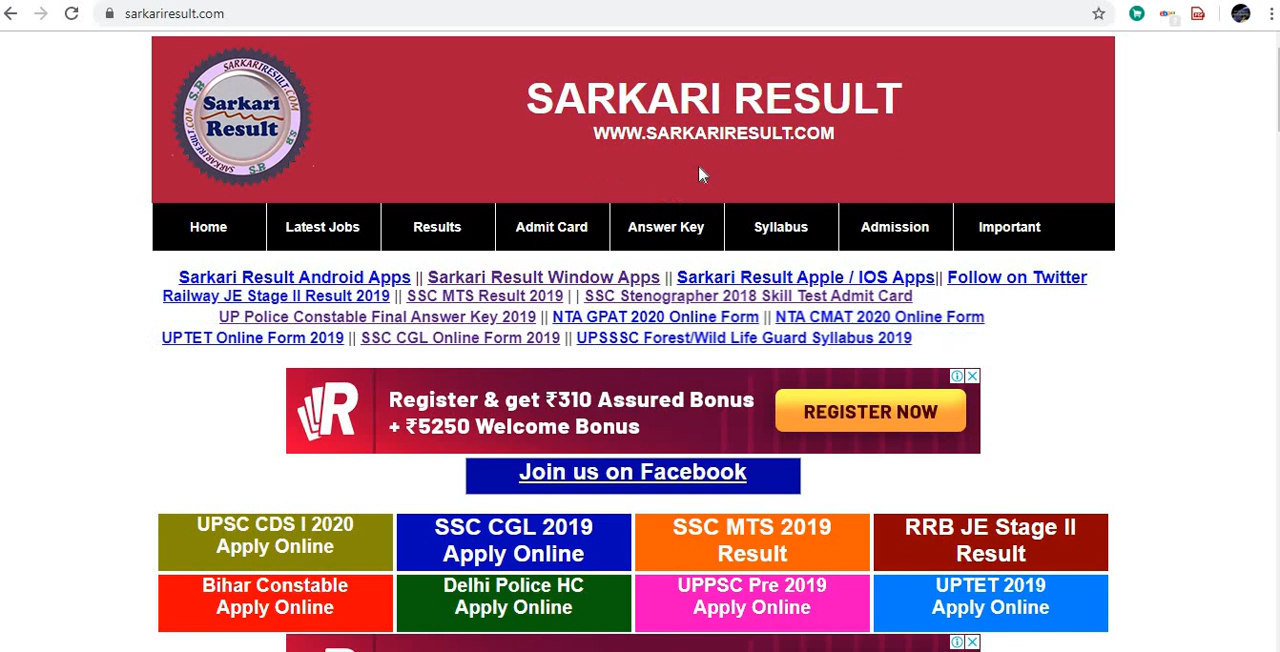 sarkariresult.com
SARKARIRESULT.COM
S.B
Sarkari
Result
SARKARIRESULT.COM
S.B
SARKARI RESULT
WWW.SARKARIRESULT.COM
Home Latest Jobs Results Admit Card Answer Key Syllabus Admission Important
Sarkari Result Android Apps || Sarkari Result Window Apps || Sarkari Result Apple / IOS Apps|| Follow on Twitter
Railway JE Stage II Result 2019 || SSC MTS Result 2019 | | SSC Stenographer 2018 Skill Test Admit Card
UP Police Constable Final Answer Key 2019 || NTA GPAT 2020 Online Form || NTA CMAT 2020 Online Form
UPTET Online Form 2019 || SSC CGL Online Form 2019 || UPSSSC Forest/Wild Life Guard Syllabus 2019
R
Register & get ₹310 Assured Bonus
+ ₹5250 Welcome Bonus
REGISTER NOW
Join us on Facebook
UPSC CDS I 2020
Apply Online
SSC CGL 2019
Apply Online
SSC MTS 2019
Result
RRB JE Stage II
Result
Bihar Constable
Apply Online
Delhi Police HC
Apply Online
UPPSC Pre 2019
Apply Online
UPTET 2019
Apply Online